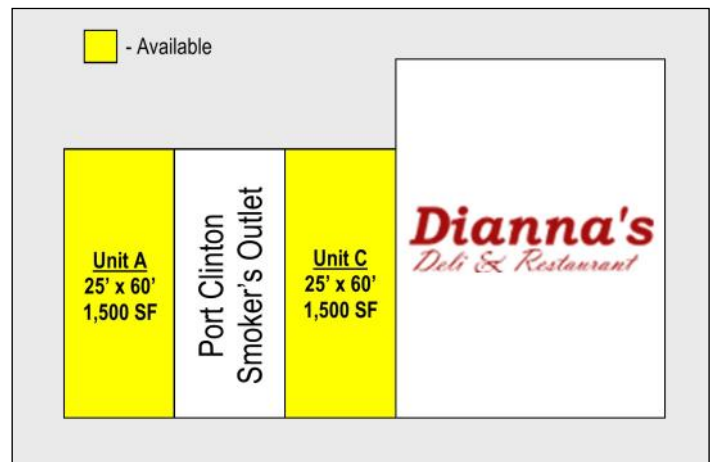 - Available
Unit A
25' x 60'
1,500 SF
Port Clinton
Smoker's Outlet
Unit C
25' x 60'
1,500 SF
Dianna's
Deli & Restaurant